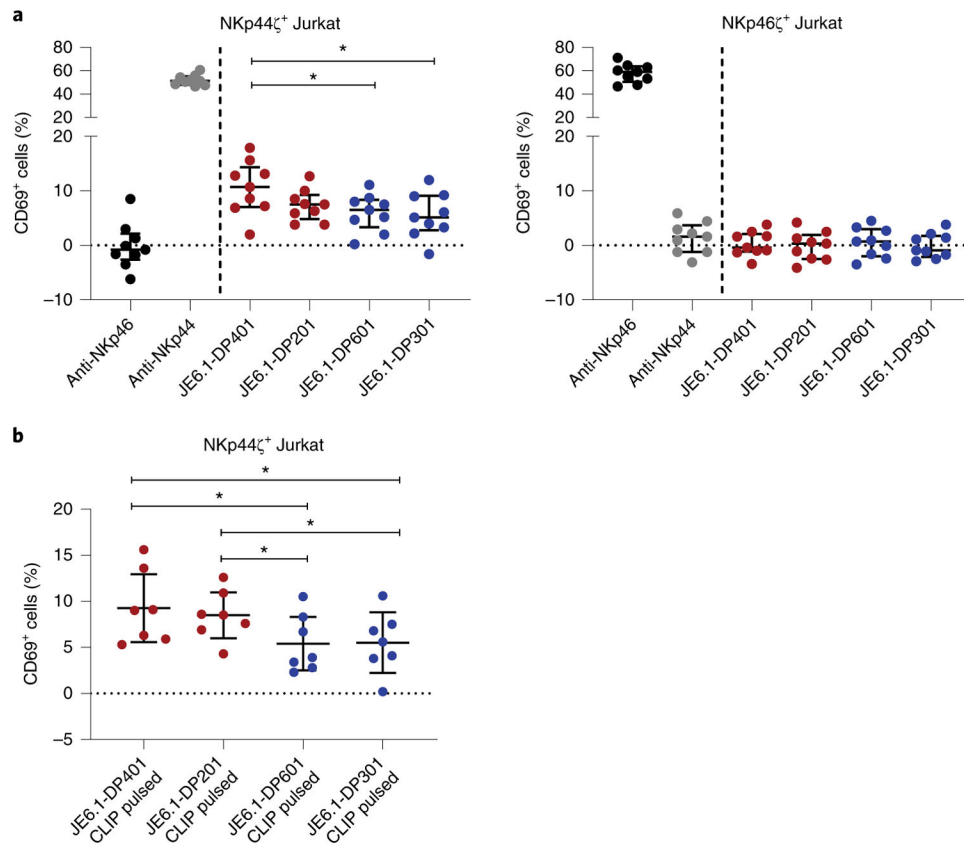 a
NKp44ζ+ Jurkat
*
*
80
60
40
20
20
10
0
−10
CD69+ cells (%)
Anti-NKp46
Anti-NKp44
JE6.1-DP401
JE6.1-DP201
JE6.1-DP601
JE6.1-DP301
NKp46ζ+ Jurkat
80
60
40
20
20
10
0
−10
CD69+ cells (%)
Anti-NKp46
Anti-NKp44
JE6.1-DP401
JE6.1-DP201
JE6.1-DP601
JE6.1-DP301
b
NKp44ζ+ Jurkat
*
*
*
*
20
15
10
5
0
−5
CD69+ cells (%)
JE6.1-DP401
CLIP pulsed
JE6.1-DP201
CLIP pulsed
JE6.1-DP601
CLIP pulsed
JE6.1-DP301
CLIP pulsed